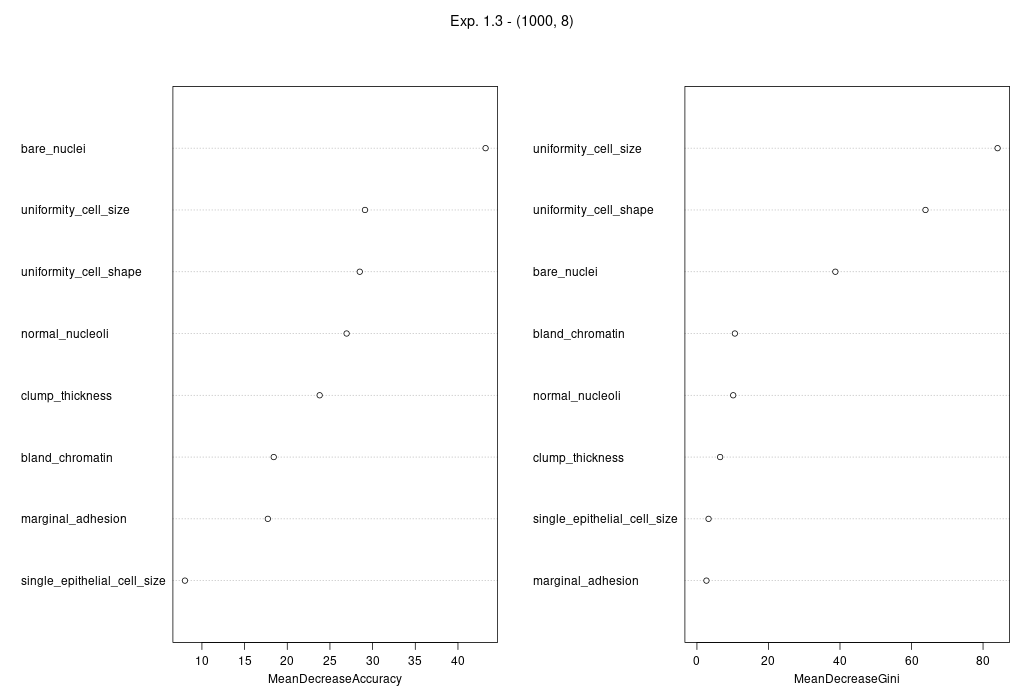 Exp. 1.3 - (1000, 8)
bare_nuclei
uniformity_cell_size
uniformity_cell_shape
normal_nucleoli
clump_thickness
bland_chromatin
marginal_adhesion
single_epithelial_cell_size
10 15 20 25 30 35 40
MeanDecreaseAccuracy
uniformity_cell_size
uniformity_cell_shape
bare_nuclei
bland_chromatin
normal_nucleoli
clump_thickness
single_epithelial_cell_size
marginal_adhesion
0 20 40 60 80
MeanDecreaseGini